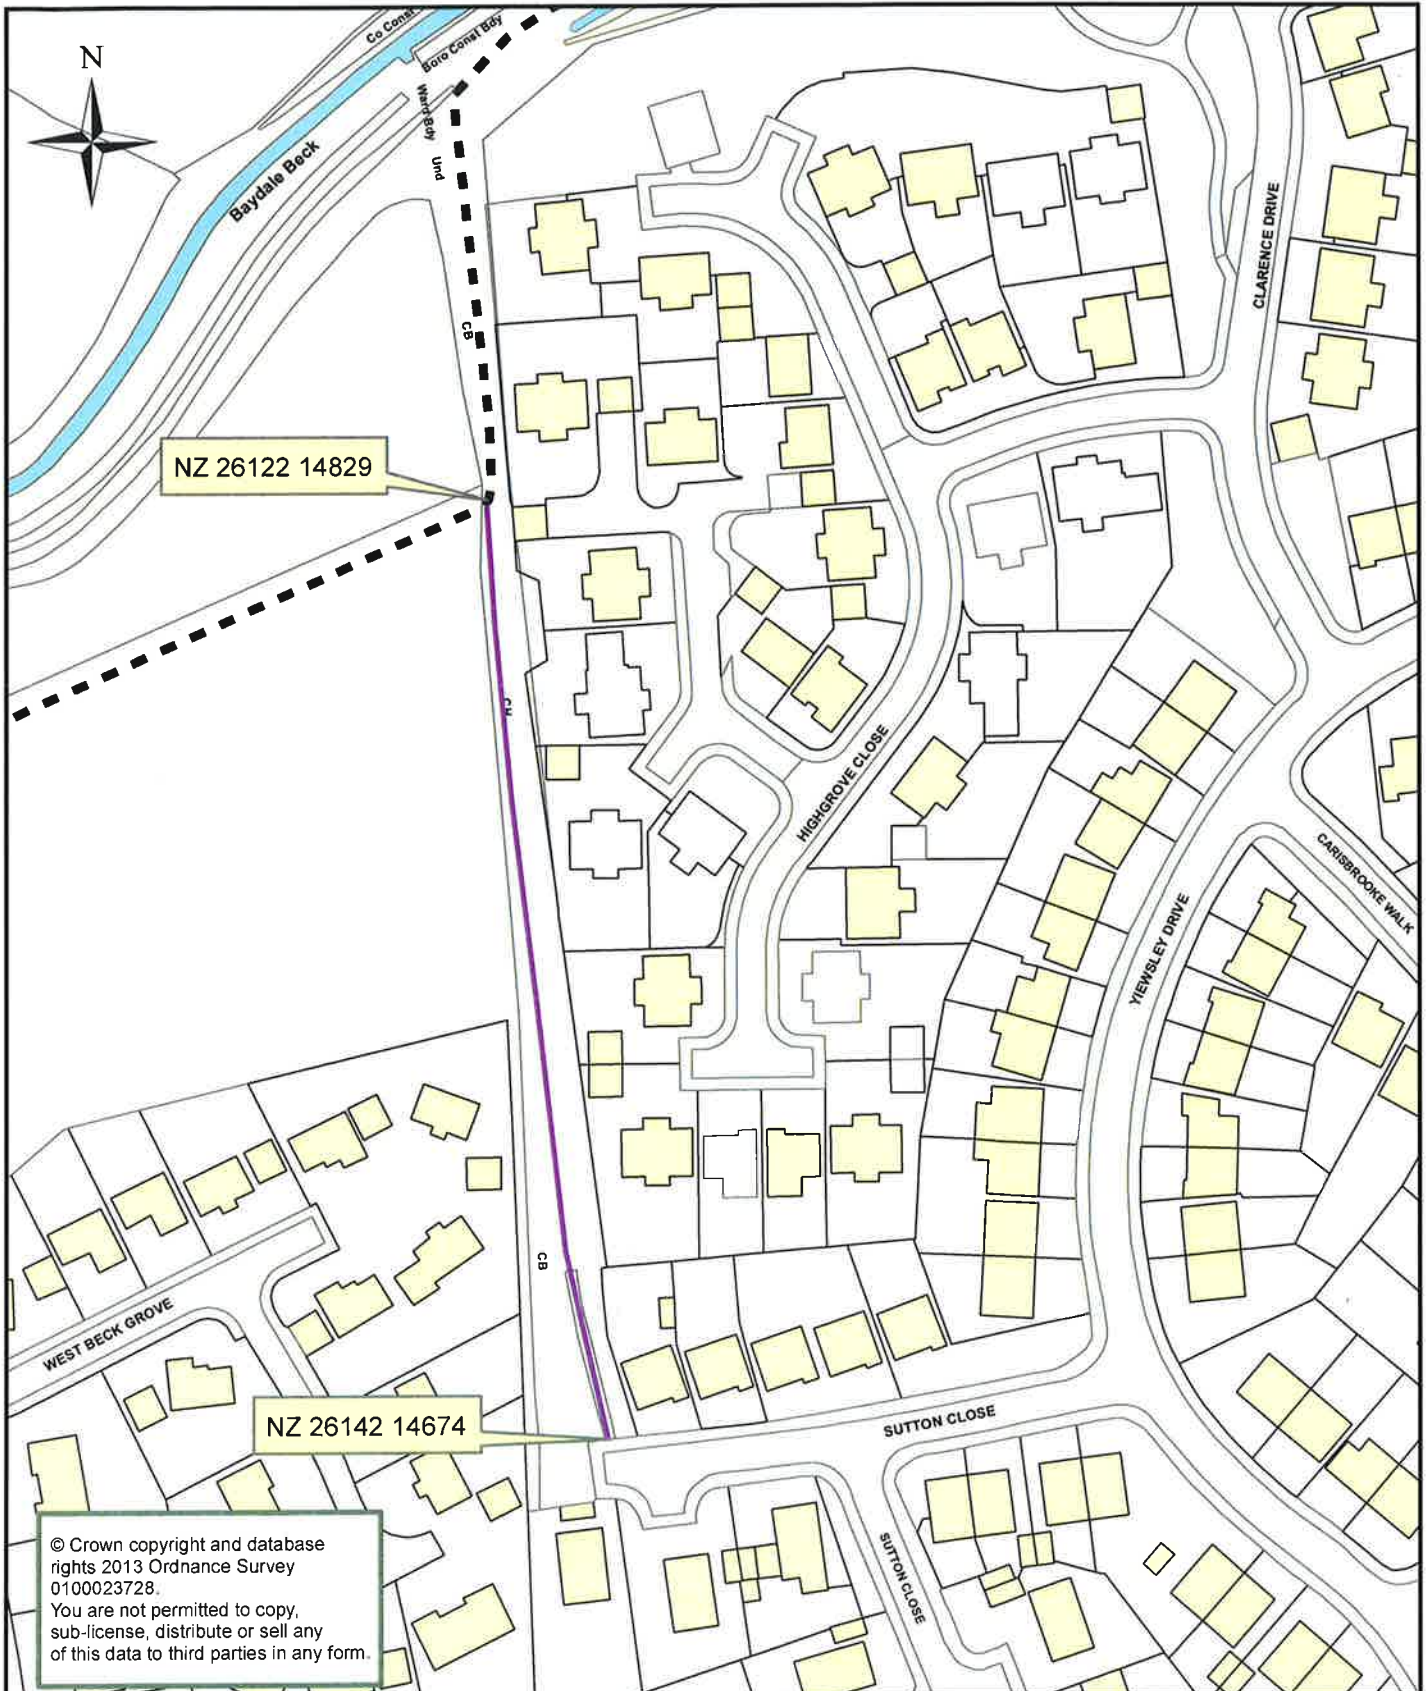 N
Co Const
Boro Const Bdy
Ward Bdy
Und
Baydale Beck
CB
CLARENCE DRIVE
NZ 26122 14829
HIGHGROVE CLOSE
CARISBROOKE WALK
YIEWSLEY DRIVE
CB
WEST BECK GROVE
NZ 26142 14674
SUTTON CLOSE
SUTTON CLOSE
© Crown copyright and database
rights 2013 Ordnance Survey
0100023728.
You are not permitted to copy,
sub-license, distribute or sell any
of this data to third parties in any form.